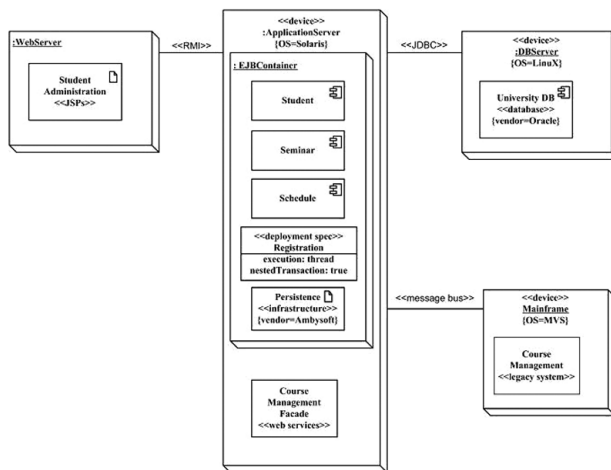 :WebServer
Student
Administration
<<JSPs>>
<<RMI>>
<<device>>
:ApplicationServer
{OS=Solaris}
: EJBContainer
Student
Seminar
Schedule
<<deployment spec>>
Registration
execution: thread
nestedTransaction: true
Persistence
<<infrastructure>>
{vendor=Ambysoft}
Course
Management
Facade
<<web services>>
<<JDBC>>
<<device>>
:DBServer
{OS=LinuX}
University DB
<<database>>
{vendor=Oracle}
<<message bus>>
<<device>>
Mainframe
{OS=MVS}
Course
Management
<<legacy system>>